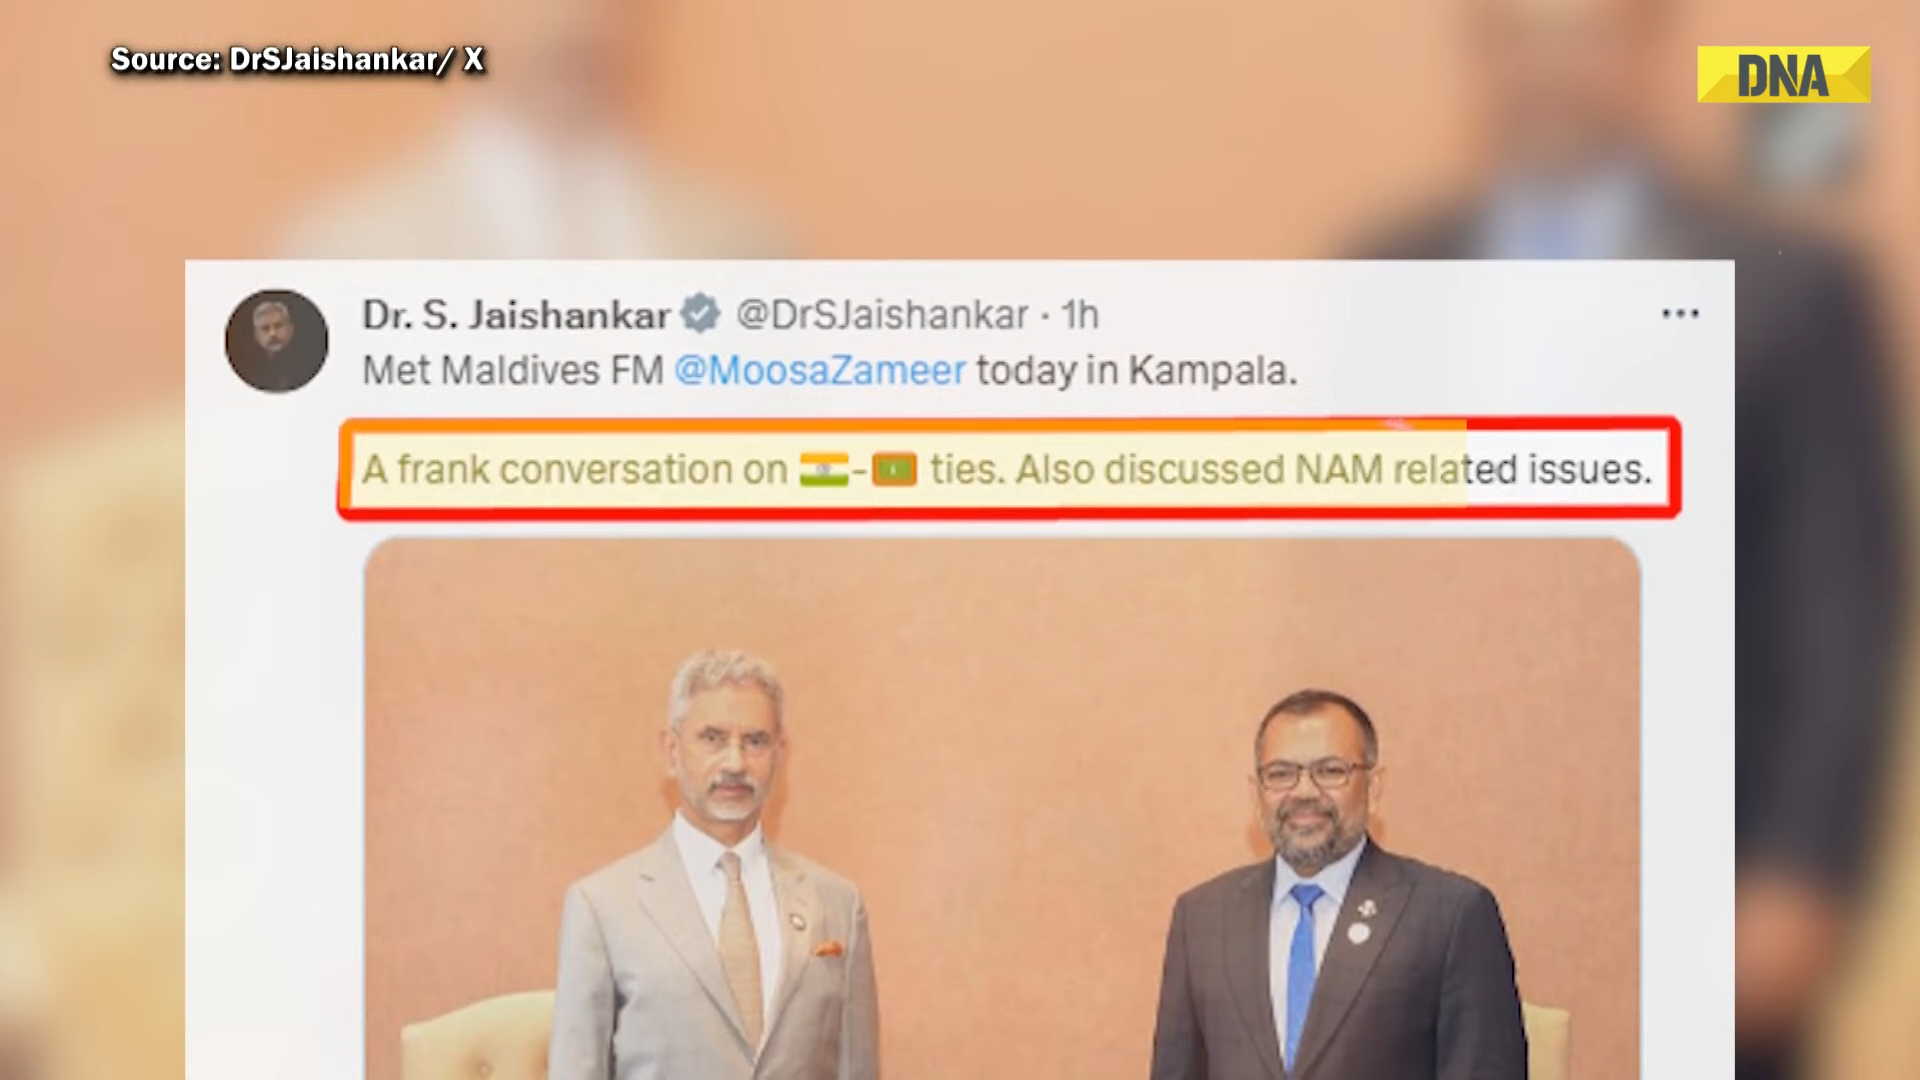 Source: DrSJaishankar/ X
DNA
Dr. S. Jaishankar @DrSJaishankar · 1h
Met Maldives FM @MoosaZameer today in Kampala.
A frank conversation on 🇮🇳-🇲🇻 ties. Also discussed NAM related issues.